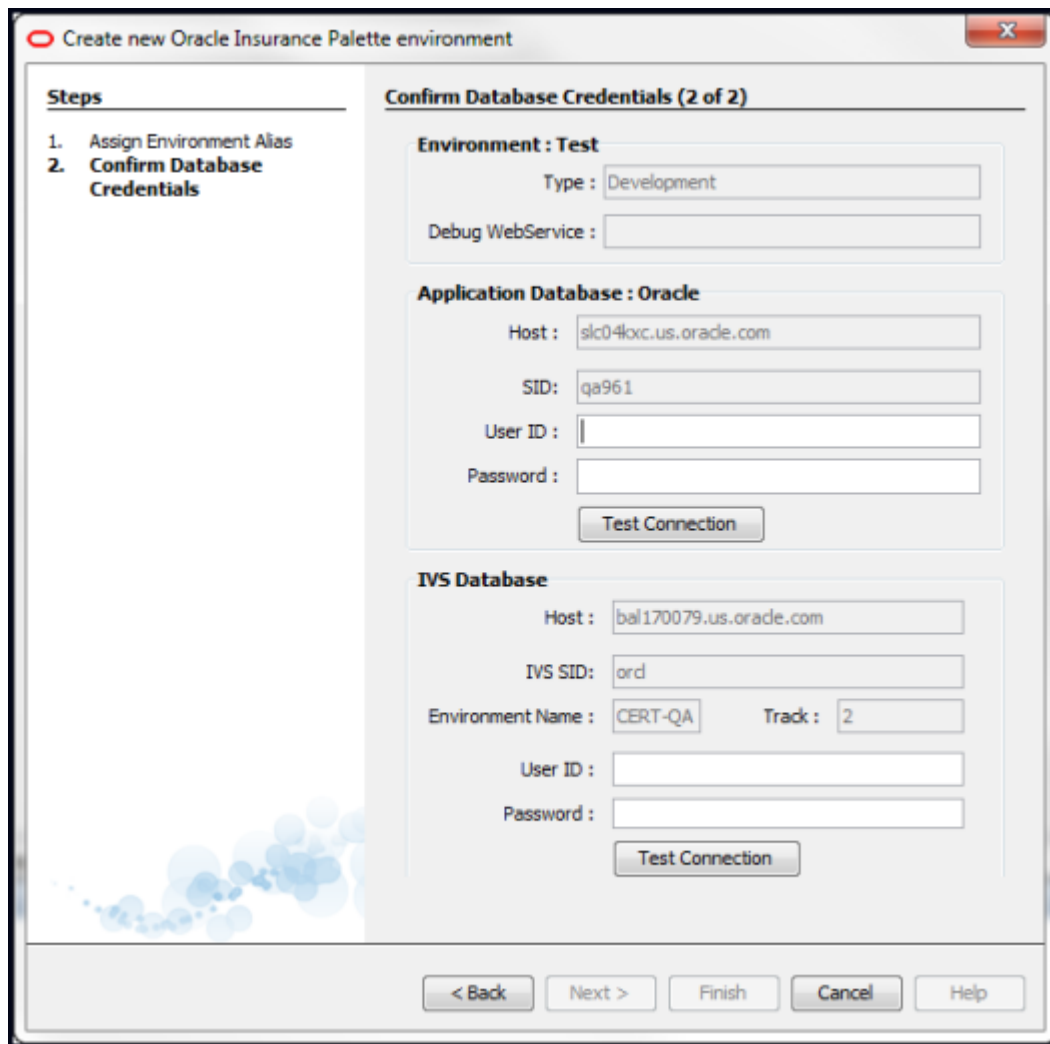 Create new Oracle Insurance Palette environment
Steps
1. Assign Environment Alias
2. Confirm Database
Credentials
Confirm Database Credentials (2 of 2)
Environment : Test
Type : Development
Debug WebService :
Application Database : Oracle
Host : slc04kxc.us.oracle.com
SID: qa961
User ID :
Password :
Test Connection
IVS Database
Host : bal170079.us.oracle.com
IVS SID: orcl
Environment Name : CERT-QA Track : 2
User ID :
Password :
Test Connection
< Back Next > Finish Cancel Help